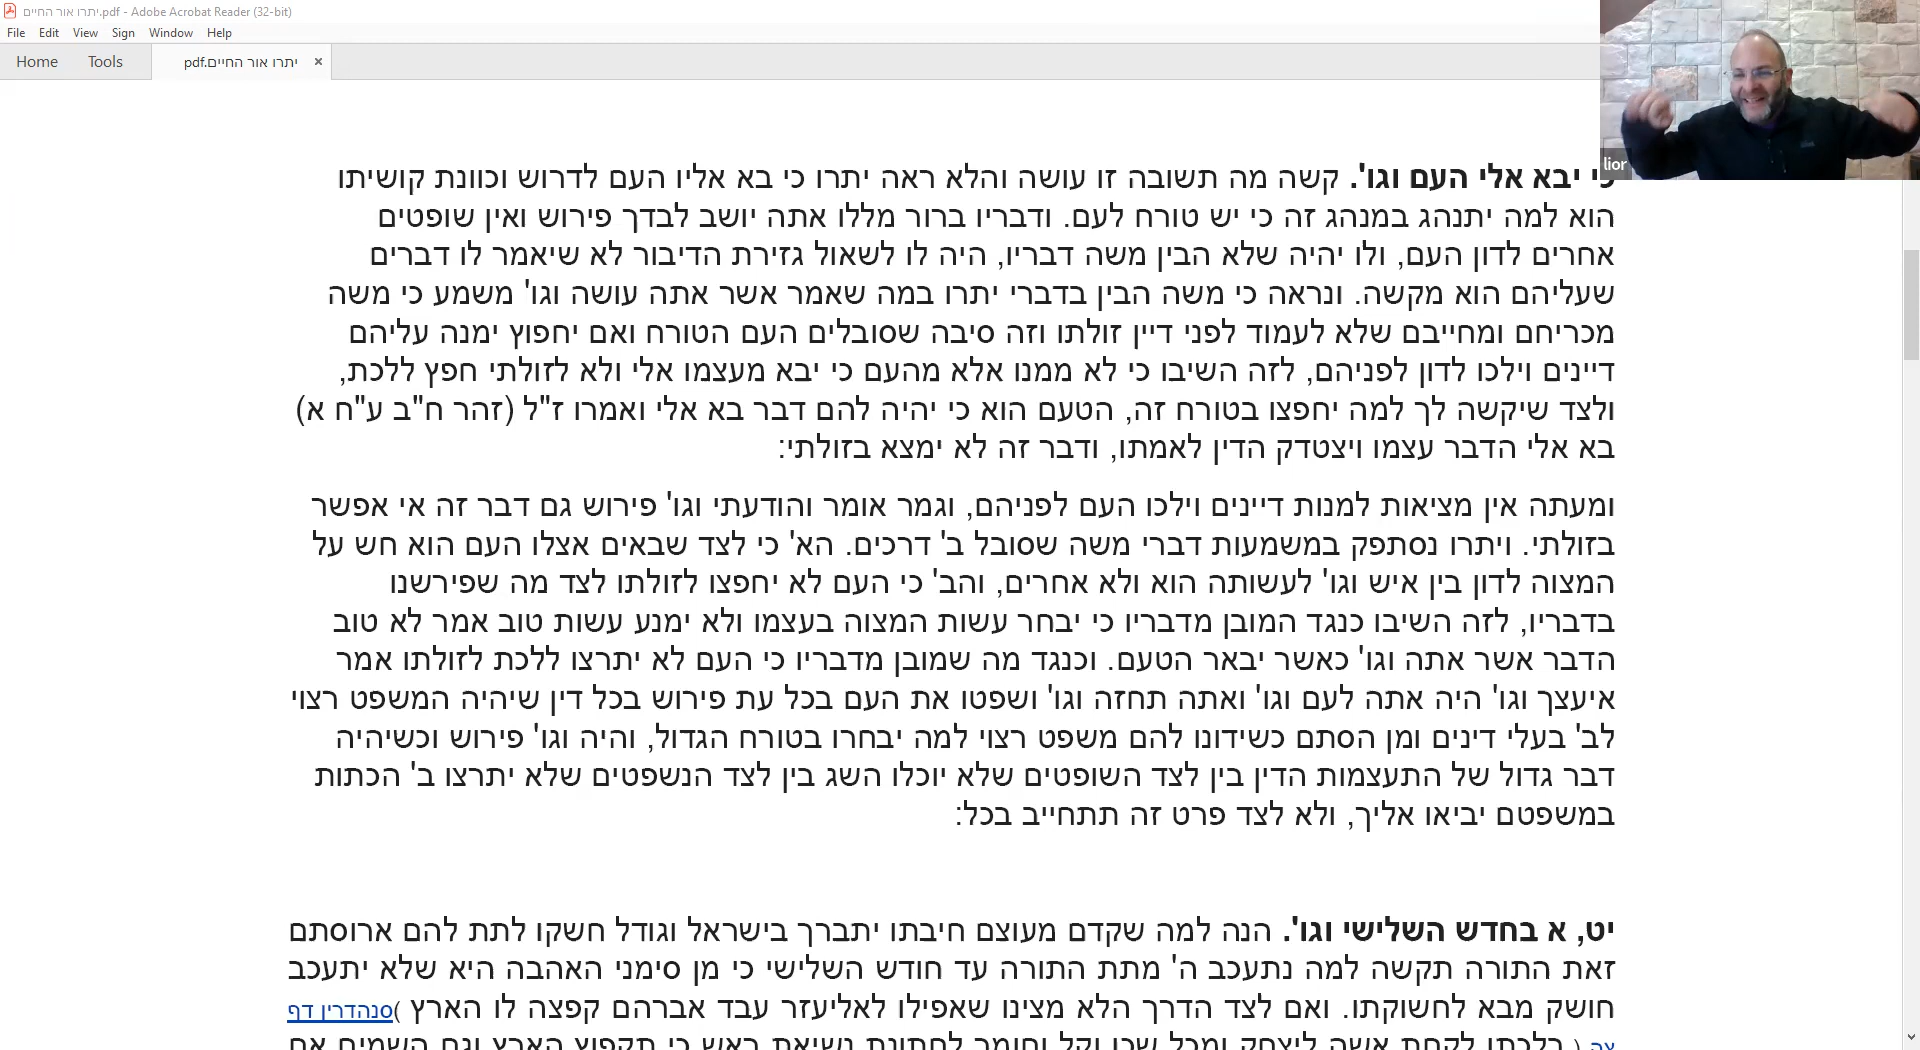 יתרו אור החיים.pdf - Adobe Acrobat Reader (32-bit)
File Edit View Sign Window Help
Home Tools יתרו אור החיים.pdf ×
lior
כי יבא אלי העם וגו'. קשה מה תשובה זו עושה והלא ראה יתרו כי בא אליו העם לדרוש וכוונת קושיתו
הוא למה יתנהג במנהג זה כי יש טורח לעם. ודבריו ברור מללו אתה יושב לבדך פירוש ואין שופטים
אחרים לדון העם, ולו יהיה שלא הבין משה דבריו, היה לו לשאול גזירת הדיבור לא שיאמר לו דברים
שעליהם הוא מקשה. ונראה כי משה הבין בדברי יתרו במה שאמר אשר אתה עושה וגו' משמע כי משה
מכריחם ומחייבם שלא לעמוד לפני דיין זולתו וזה סיבה שסובלים העם הטורח ואם יחפוץ ימנה עליהם
דיינים וילכו לדון לפניהם, לזה השיבו כי לא ממנו אלא מהעם כי יבא מעצמו אלי ולא לזולתי חפץ ללכת,
ולצד שיקשה לך למה יחפצו בטורח זה, הטעם הוא כי יהיה להם דבר בא אלי ואמרו ז"ל (זהר ח"ב ע"ח א)
בא אלי הדבר עצמו ויצטדק הדין לאמתו, ודבר זה לא ימצא בזולתי:
ומעתה אין מציאות למנות דיינים וילכו העם לפניהם, וגמר אומר והודעתי וגו' פירוש גם דבר זה אי אפשר
בזולתי. ויתרו נסתפק במשמעות דברי משה שסובל ב' דרכים. הא' כי לצד שבאים אצלו העם הוא חש על
המצוה לדון בין איש וגו' לעשותה הוא ולא אחרים, והב' כי העם לא יחפצו לזולתו לצד מה שפירשנו
בדבריו, לזה השיבו כנגד המובן מדבריו כי יבחר עשות המצוה בעצמו ולא ימנע עשות טוב אמר לא טוב
הדבר אשר אתה וגו' כאשר יבאר הטעם. וכנגד מה שמובן מדבריו כי העם לא יתרצו ללכת לזולתו אמר
איעצך וגו' היה אתה לעם וגו' ואתה תחזה וגו' ושפטו את העם בכל עת פירוש בכל דין שיהיה המשפט רצוי
לב' בעלי דינים ומן הסתם כשידונו להם משפט רצוי למה יבחרו בטורח הגדול, והיה וגו' פירוש וכשיהיה
דבר גדול של התעצמות הדין בין לצד השופטים שלא יוכלו השג בין לצד הנשפטים שלא יתרצו ב' הכתות
במשפטם יביאו אליך, ולא לצד פרט זה תתחייב בכל:
יט, א בחדש השלישי וגו'. הנה למה שקדם מעוצם חיבתו יתברך בישראל וגודל חשקו לתת להם ארוסתם
זאת התורה תקשה למה נתעכב ה' מתת התורה עד חודש השלישי כי מן סימני האהבה היא שלא יתעכב
חושק מבא לחשוקתו. ואם לצד הדרך הלא מצינו שאפילו לאליעזר עבד אברהם קפצה לו הארץ )סנהדרין דף
צה( בלכתו לקחת אשה ליצחק ומכל שכן וקל וחומר לחתונת נשיאת ראש כי תקפוץ הארץ וגם השמים אם